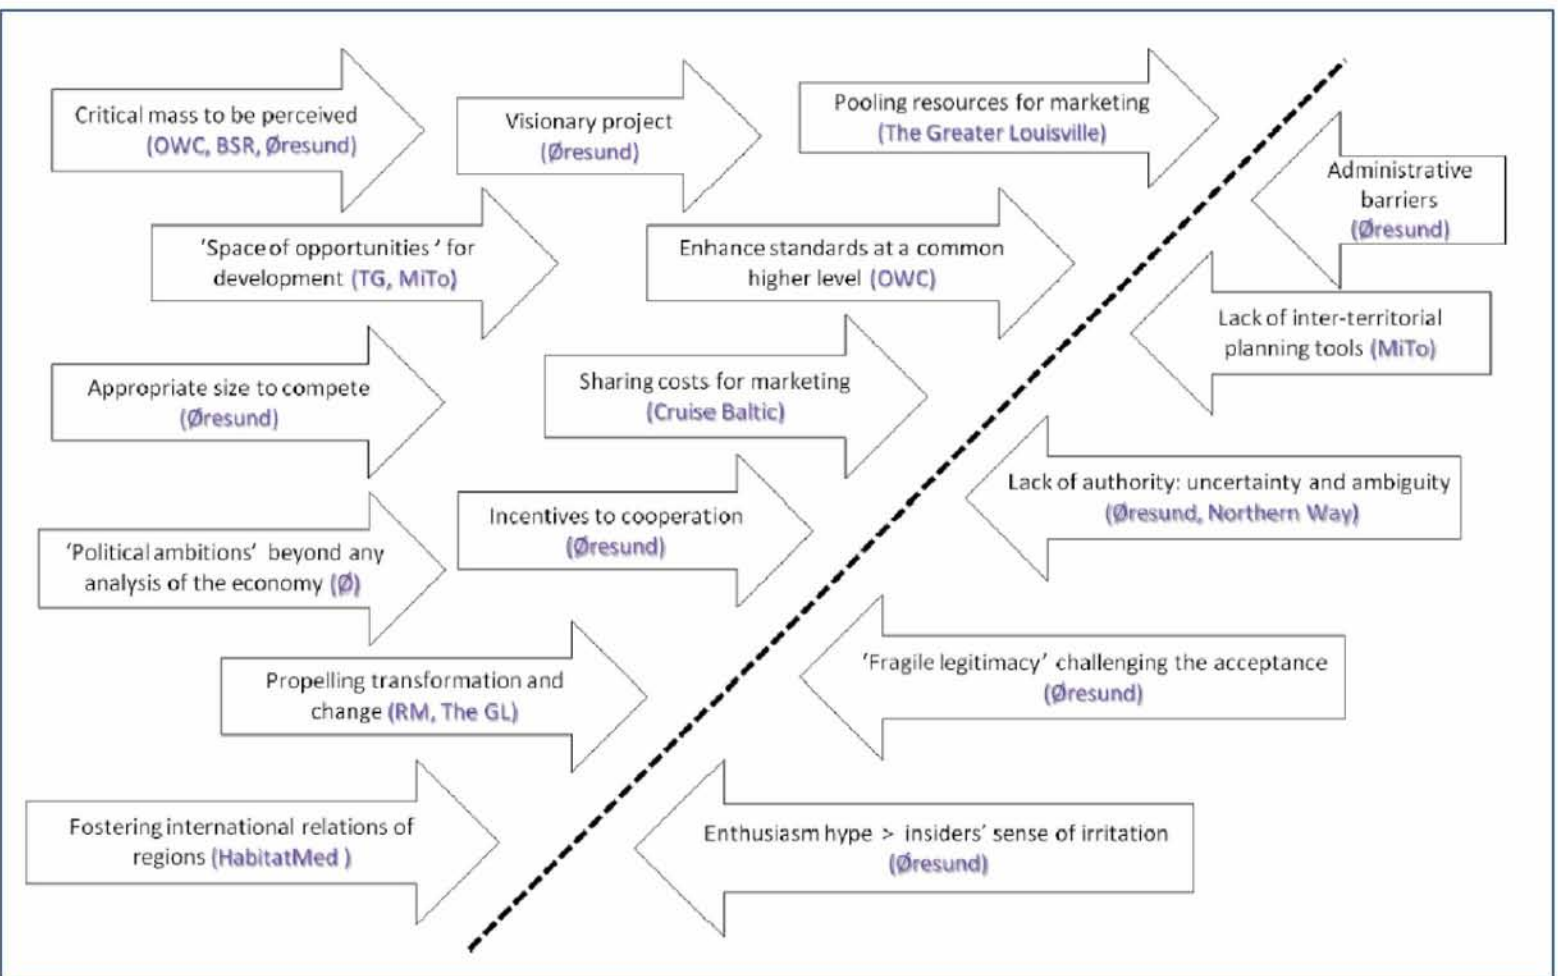 Critical mass to be perceived
(OWC, BSR, Øresund)
Visionary project
(Øresund)
Pooling resources for marketing
(The Greater Louisville)
Administrative
barriers
(Øresund)
'Space of opportunities ' for
development (TG, MiTo)
Enhance standards at a common
higher level (OWC)
Lack of inter-territorial
planning tools (MiTo)
Appropriate size to compete
(Øresund)
Sharing costs for marketing
(Cruise Baltic)
Lack of authority: uncertainty and ambiguity
(Øresund, Northern Way)
'Political ambitions' beyond any
analysis of the economy (Ø)
Incentives to cooperation
(Øresund)
'Fragile legitimacy' challenging the acceptance
(Øresund)
Propelling transformation and
change (RM, The GL)
Fostering international relations of
regions (HabitatMed )
Enthusiasm hype > insiders' sense of irritation
(Øresund)